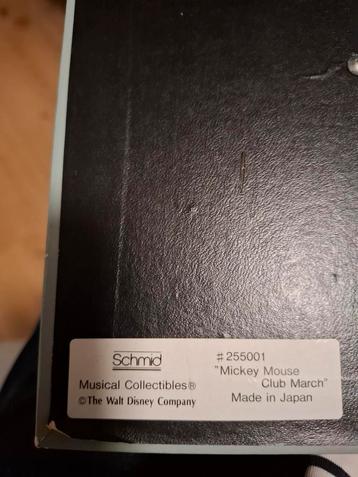 Schmid
Musical Collectibles®
©The Walt Disney Company
#255001
"Mickey Mouse
Club March"
Made in Japan